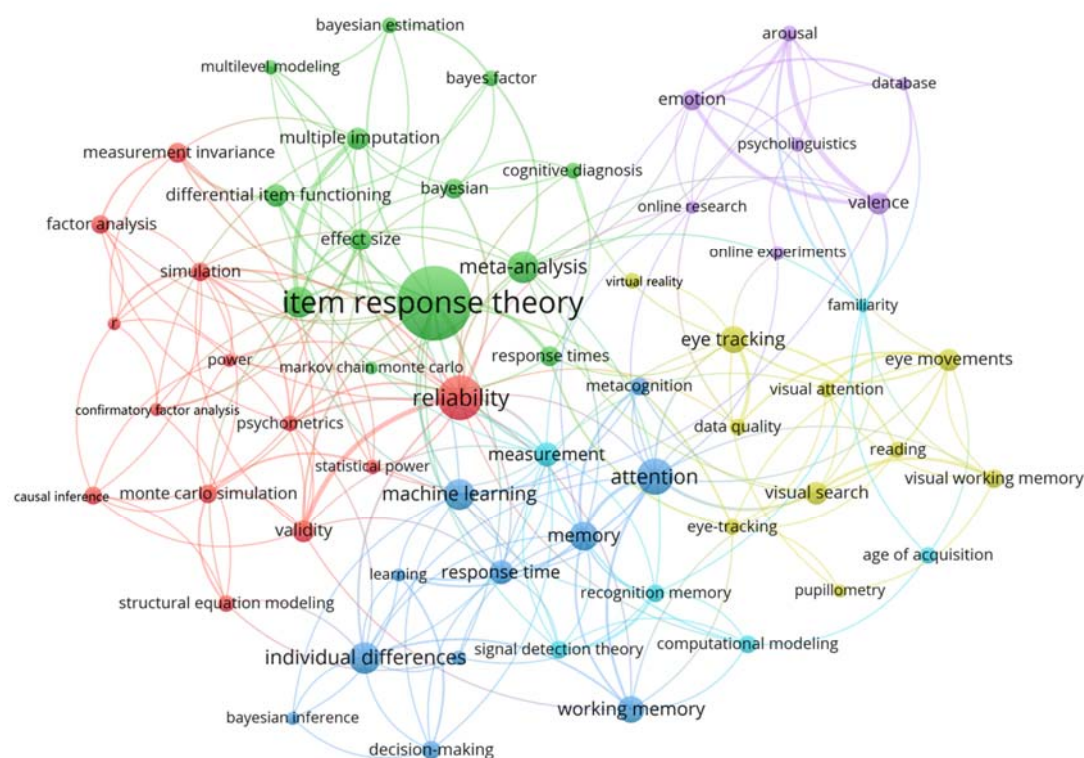 bayesian estimation
arousal
multilevel modeling
bayes factor
database
emotion
multiple imputation
psycholinguistics
measurement invariance
cognitive diagnosis
differential item functioning
bayesian
online research
valence
factor analysis
effect size
online experiments
simulation
meta-analysis
virtual reality
item response theory
familiarity
r
eye tracking
power
markov chain monte carlo
response times
eye movements
metacognition
visual attention
reliability
confirmatory factor analysis
psychometrics
data quality
reading
measurement
statistical power
attention
visual working memory
causal inference
monte carlo simulation
machine learning
visual search
validity
memory
eye-tracking
age of acquisition
learning
response time
recognition memory
pupillometry
structural equation modeling
individual differences
signal detection theory
computational modeling
bayesian inference
working memory
decision-making